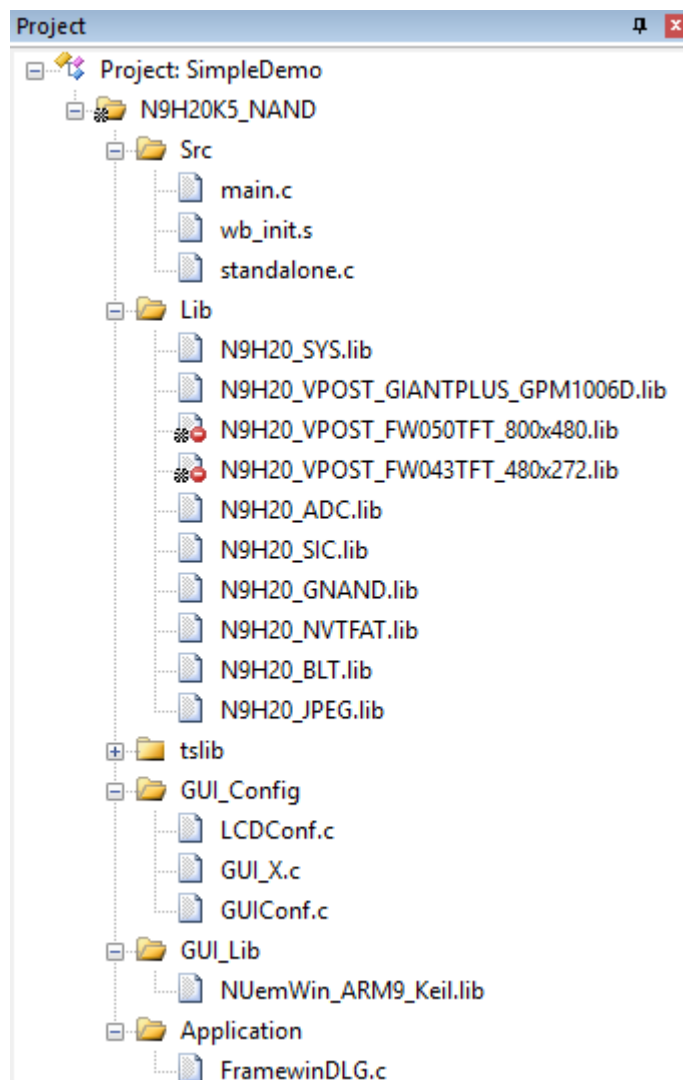 Project
Project: SimpleDemo
N9H20K5_NAND
Src
main.c
wb_init.s
standalone.c
Lib
N9H20_SYS.lib
N9H20_VPOST_GIANTPLUS_GPM1006D.lib
N9H20_VPOST_FW050TFT_800x480.lib
N9H20_VPOST_FW043TFT_480x272.lib
N9H20_ADC.lib
N9H20_SIC.lib
N9H20_GNAND.lib
N9H20_NVTFAT.lib
N9H20_BLT.lib
N9H20_JPEG.lib
tslib
GUI_Config
LCDConf.c
GUI_X.c
GUIConf.c
GUI_Lib
NUemWin_ARM9_Keil.lib
Application
FramewinDLG.c